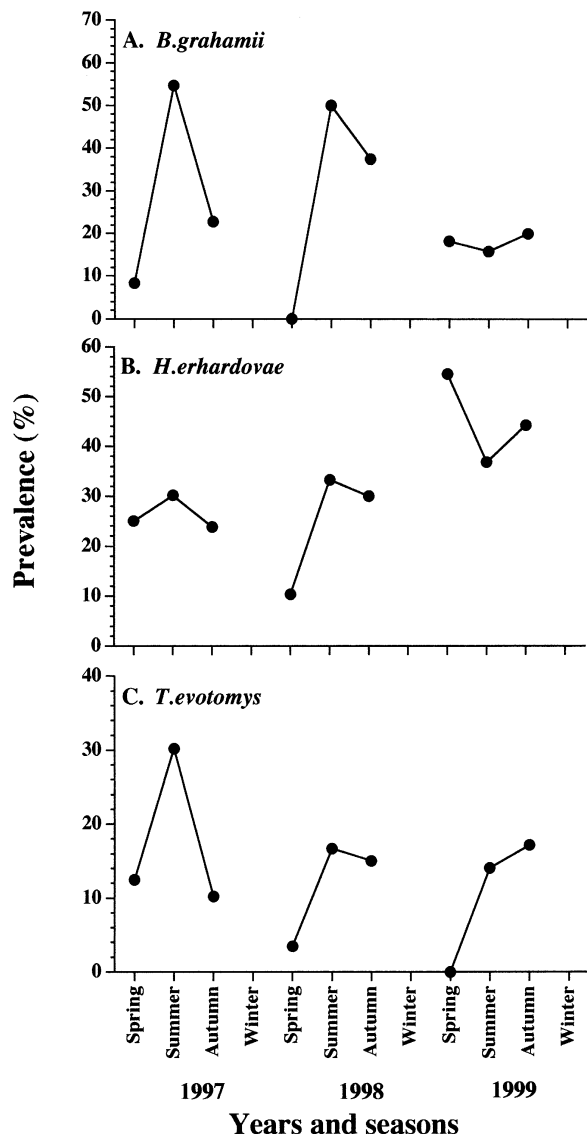 A. B.grahamii
70
60
50
40
30
20
10
0
B. H.erhardovae
60
50
40
30
20
10
0
C. T.evotomys
40
30
20
10
0
Prevalence (%)
Spring
Summer
Autumn
Winter
Spring
Summer
Autumn
Winter
Spring
Summer
Autumn
Winter
1997 1998 1999
Years and seasons